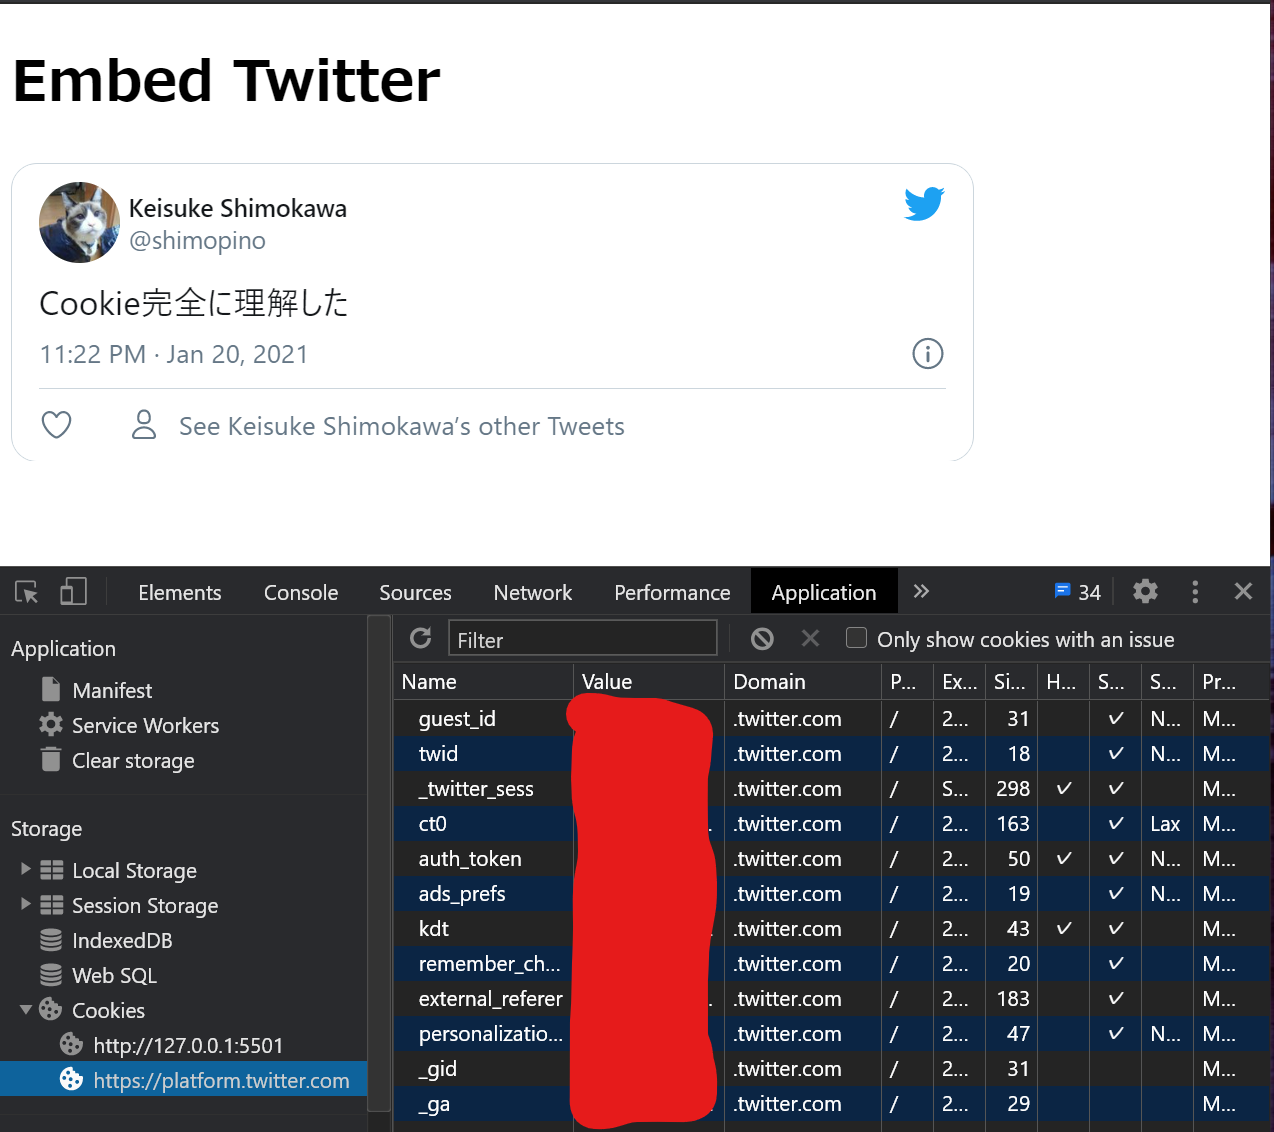 Embed Twitter
Keisuke Shimokawa
@shimopino
Cookie完全に理解した
11:22 PM · Jan 20, 2021
See Keisuke Shimokawa’s other Tweets
Elements Console Sources Network Performance Application 34
Application
Manifest
Service Workers
Clear storage
Storage
Local Storage
Session Storage
IndexedDB
Web SQL
Cookies
http://127.0.0.1:5501
https://platform.twitter.com
Filter Only show cookies with an issue
Name Value Domain P... Ex... Si... H... S... S... Pr...
guest_id .twitter.com / 2... 31 ✓ N... M...
twid .twitter.com / 2... 18 ✓ N... M...
_twitter_sess .twitter.com / S... 298 ✓ ✓ M...
ct0 .twitter.com / 2... 163 ✓ Lax M...
auth_token .twitter.com / 2... 50 ✓ ✓ N... M...
ads_prefs .twitter.com / 2... 19 ✓ N... M...
kdt .twitter.com / 2... 43 ✓ ✓ M...
remember_ch... .twitter.com / 2... 20 ✓ M...
external_referer .twitter.com / 2... 183 ✓ M...
personalizatio... .twitter.com / 2... 47 ✓ N... M...
_gid .twitter.com / 2... 31 M...
_ga .twitter.com / 2... 29 M...